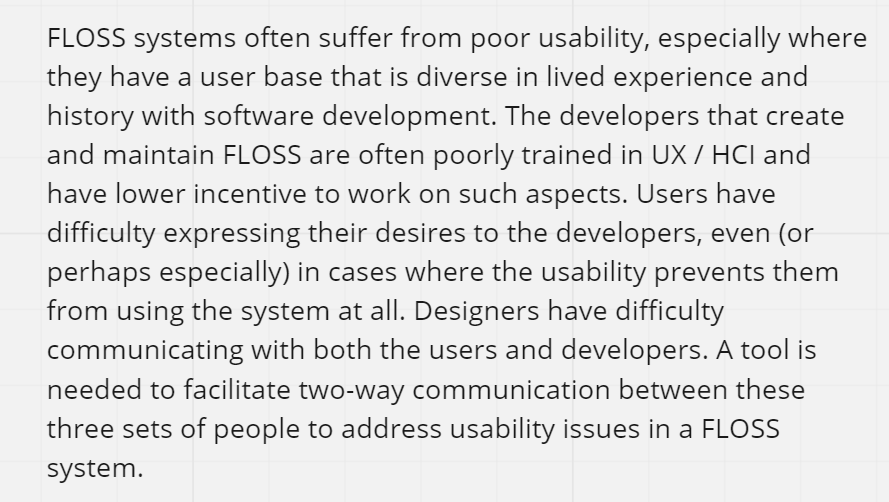 FLOSS systems often suffer from poor usability, especially where
they have a user base that is diverse in lived experience and
history with software development. The developers that create
and maintain FLOSS are often poorly trained in UX / HCI and
have lower incentive to work on such aspects. Users have
difficulty expressing their desires to the developers, even (or
perhaps especially) in cases where the usability prevents them
from using the system at all. Designers have difficulty
communicating with both the users and developers. A tool is
needed to facilitate two-way communication between these
three sets of people to address usability issues in a FLOSS
system.